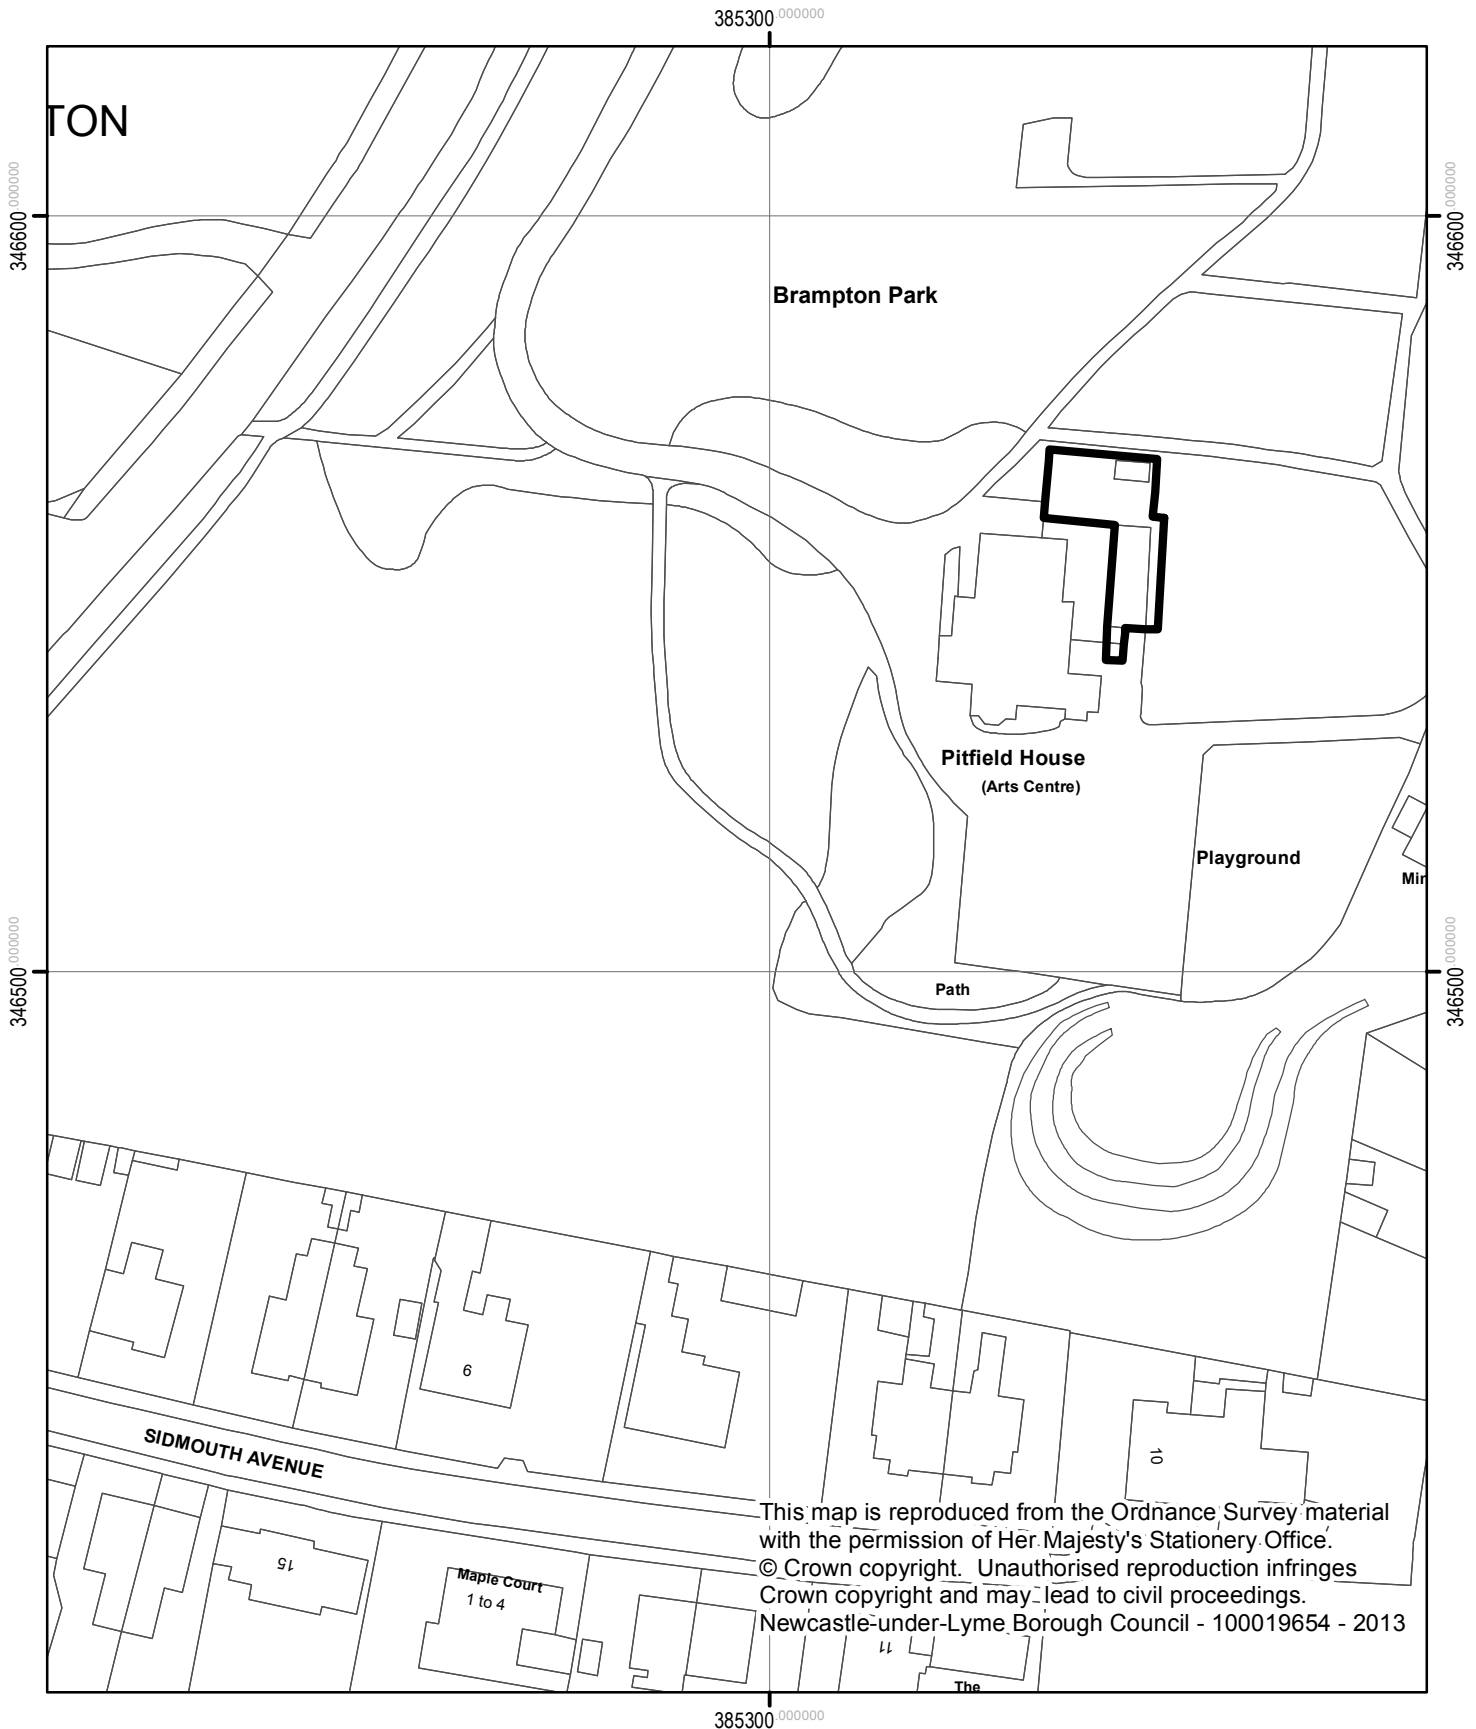 385300.000000
TON
346600.000000
346600.000000
Brampton Park
Pitfield House
(Arts Centre)
Playground
Min
346500.000000
346500.000000
Path
6
10
SIDMOUTH AVENUE
15
Maple Court
1 to 4
11
The
This map is reproduced from the Ordnance Survey material
with the permission of Her Majesty's Stationery Office.
© Crown copyright.  Unauthorised reproduction infringes
Crown copyright and may lead to civil proceedings.
Newcastle-under-Lyme Borough Council - 100019654 - 2013
385300.000000